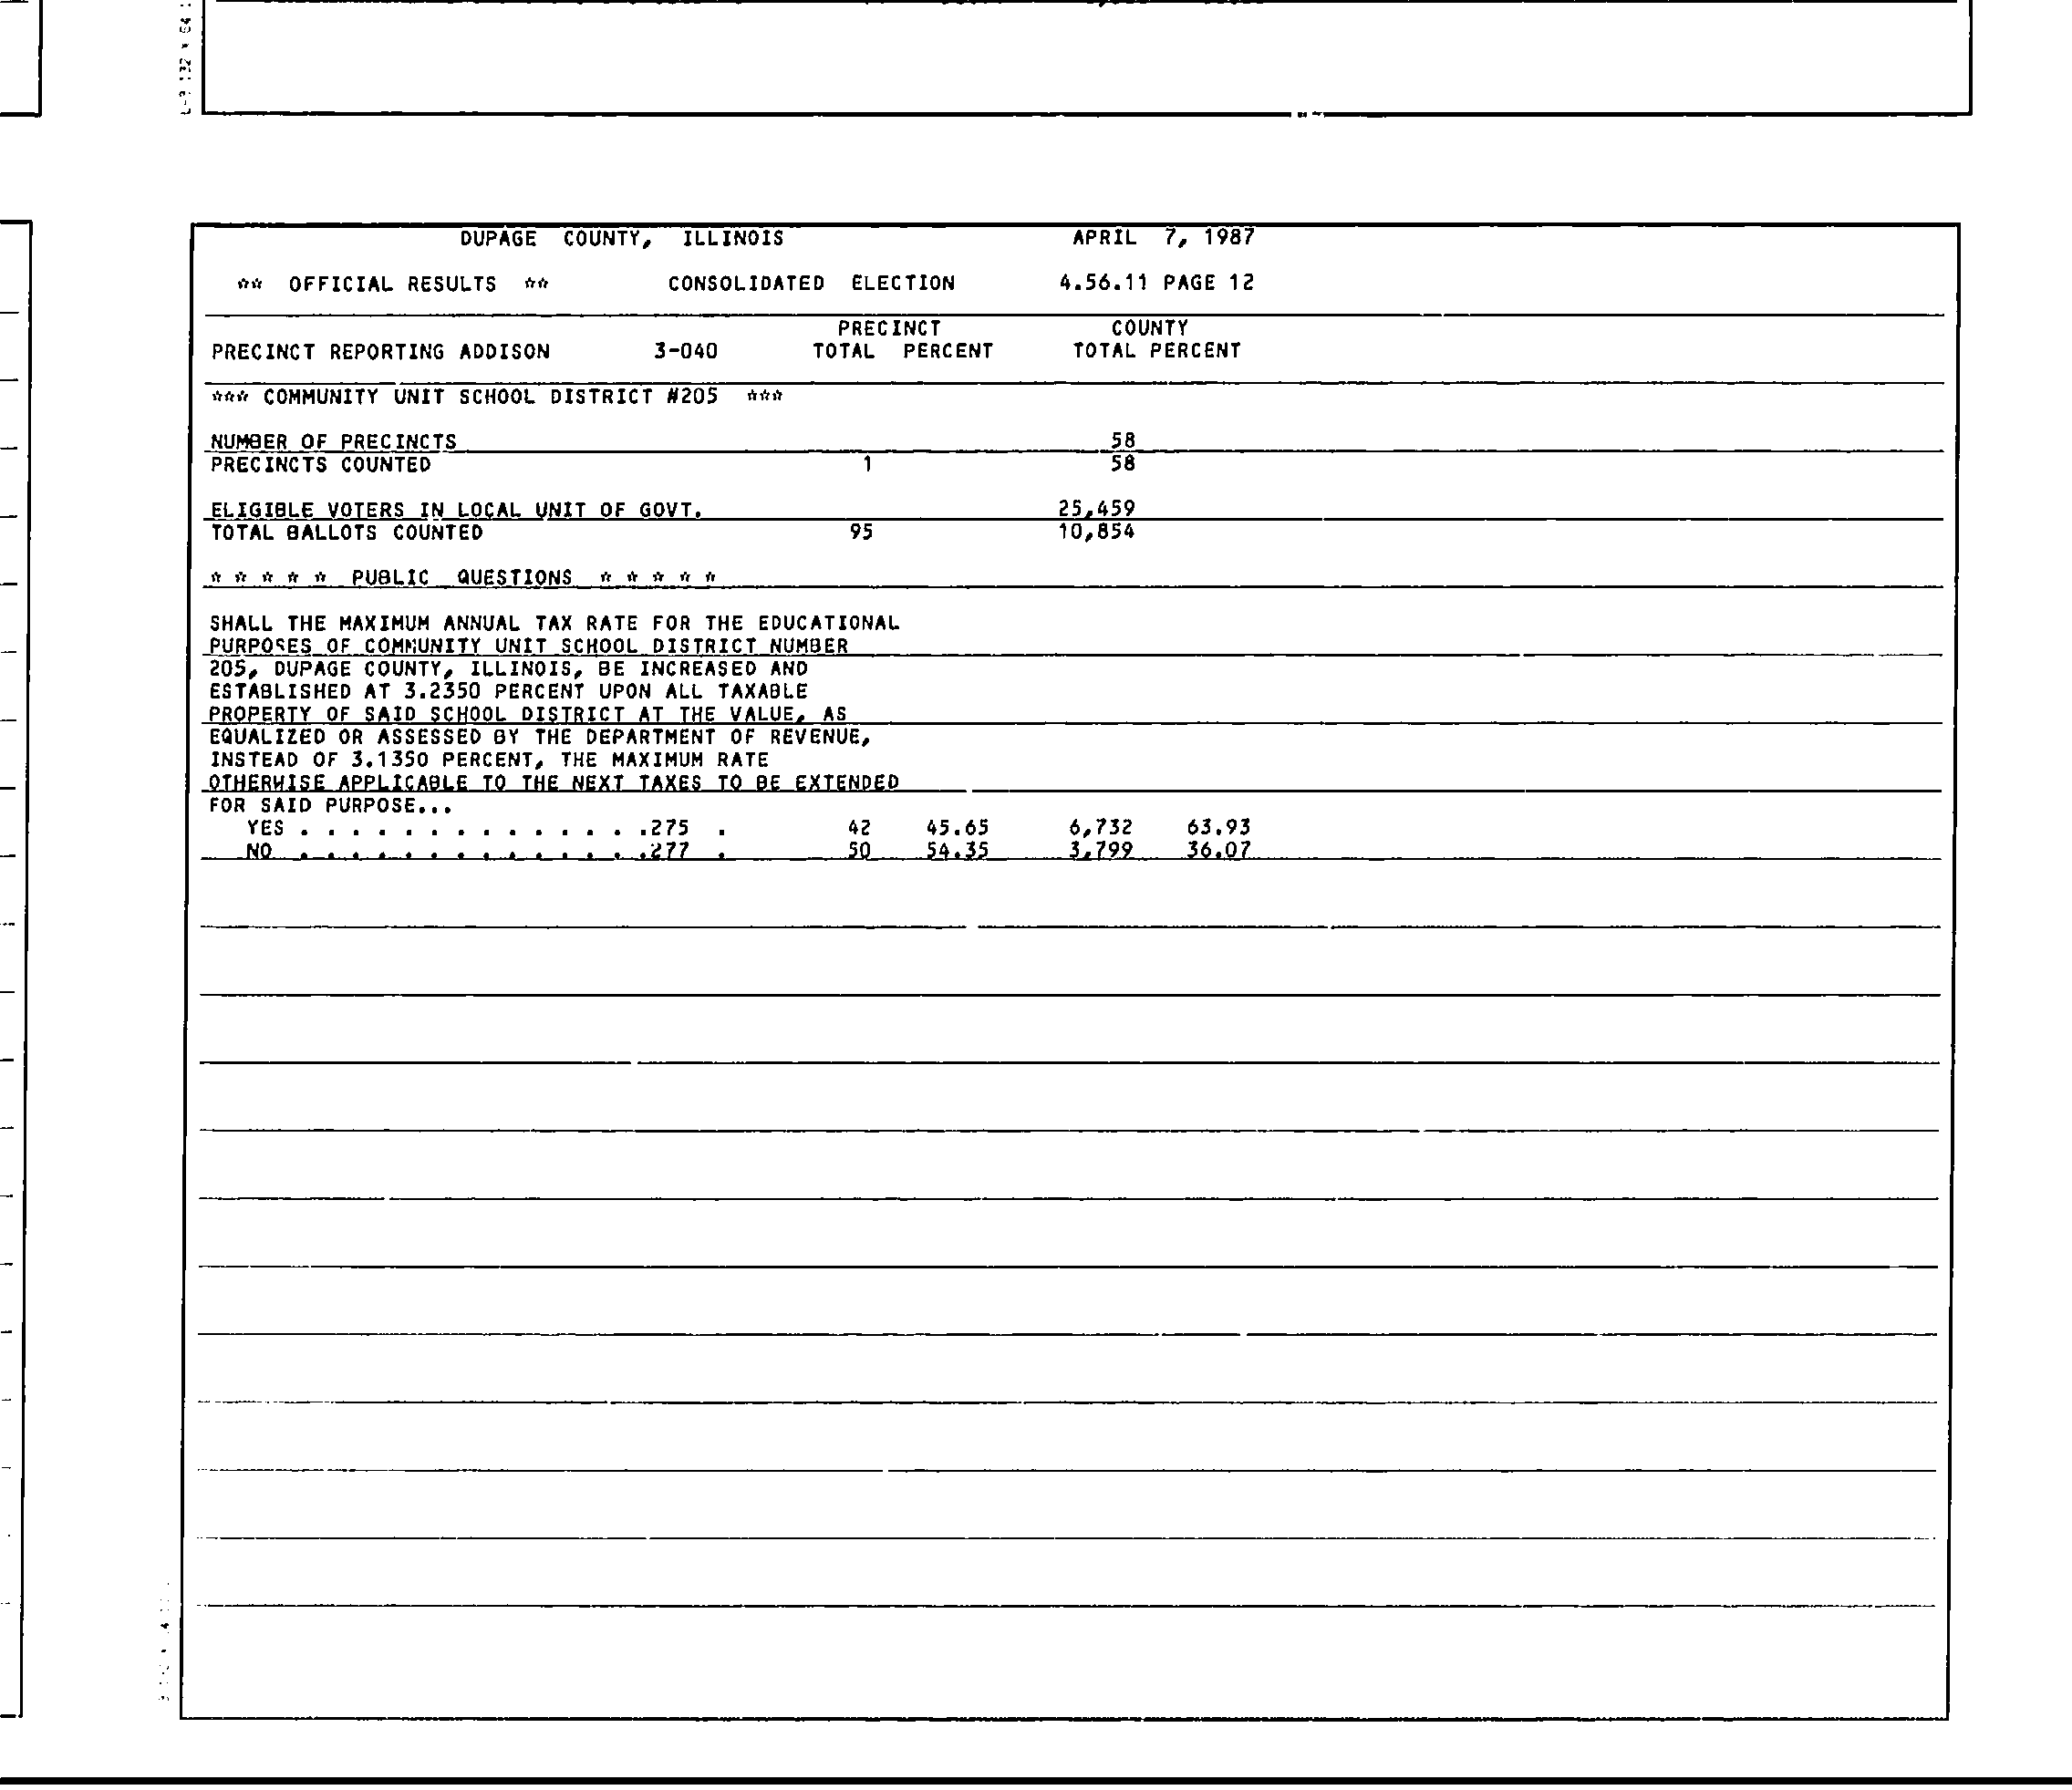 L-9 132 X 64
DUPAGE COUNTY, ILLINOIS APRIL 7, 1987
** OFFICIAL RESULTS ** CONSOLIDATED ELECTION 4.56.11 PAGE 12
PRECINCT COUNTY
PRECINCT REPORTING ADDISON 3-040 TOTAL PERCENT TOTAL PERCENT
*** COMMUNITY UNIT SCHOOL DISTRICT #205 ***
NUMBER OF PRECINCTS 58
PRECINCTS COUNTED 1 58
ELIGIBLE VOTERS IN LOCAL UNIT OF GOVT. 25,459
TOTAL BALLOTS COUNTED 95 10,854
* * * * * PUBLIC QUESTIONS * * * * *
SHALL THE MAXIMUM ANNUAL TAX RATE FOR THE EDUCATIONAL
PURPOSES OF COMMUNITY UNIT SCHOOL DISTRICT NUMBER
205, DUPAGE COUNTY, ILLINOIS, BE INCREASED AND
ESTABLISHED AT 3.2350 PERCENT UPON ALL TAXABLE
PROPERTY OF SAID SCHOOL DISTRICT AT THE VALUE, AS
EQUALIZED OR ASSESSED BY THE DEPARTMENT OF REVENUE,
INSTEAD OF 3.1350 PERCENT, THE MAXIMUM RATE
OTHERWISE APPLICABLE TO THE NEXT TAXES TO BE EXTENDED
FOR SAID PURPOSE...
YES . . . . . . . . . . . . . .275 . 42 45.65 6,732 63.93
NO . . . . . . . . . . . . . .277 . 50 54.35 3,799 36.07